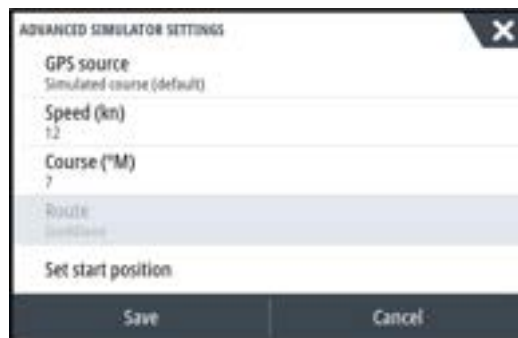 ADVANCED SIMULATOR SETTINGS
GPS source
Simulated course (default)
Speed (kn)
12
Course (°M)
7
Route
Set start position
Save
Cancel